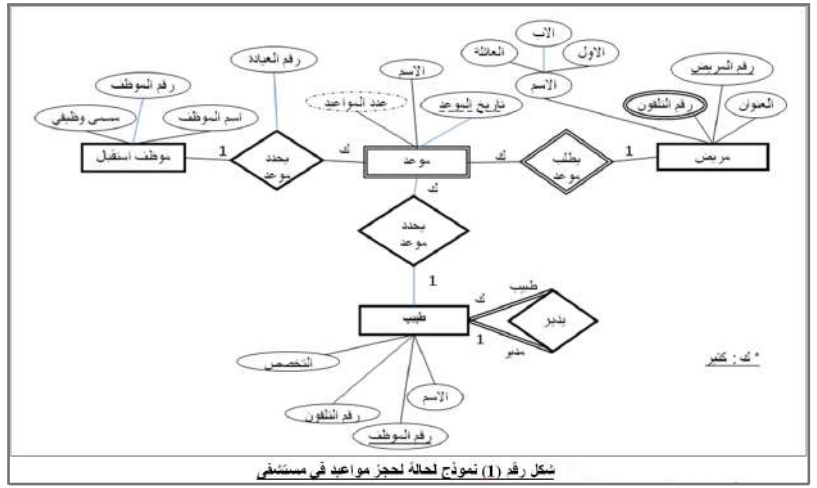 الاب
العائلة
الاول
الاسم
رقم العيادة
الاسم
رقم المريض
رقم الموظف
عدد المواعيد
تاريخ الموعد
رقم التلفون
العنوان
مسمى وظيفي
اسم الموظف
موظف استقبال
1
يحدد
موعد
ك
موعد
ك
يطلب
موعد
1
مريض
ك
يحدد
موعد
1
طبيب
ك
طبيب
يدير
1
مدير
التخصص
الاسم
رقم التلفون
رقم الموظف
* ك : كثير
شكل رقم (1) نموذج لحالة لحجز مواعيد في مستشفى